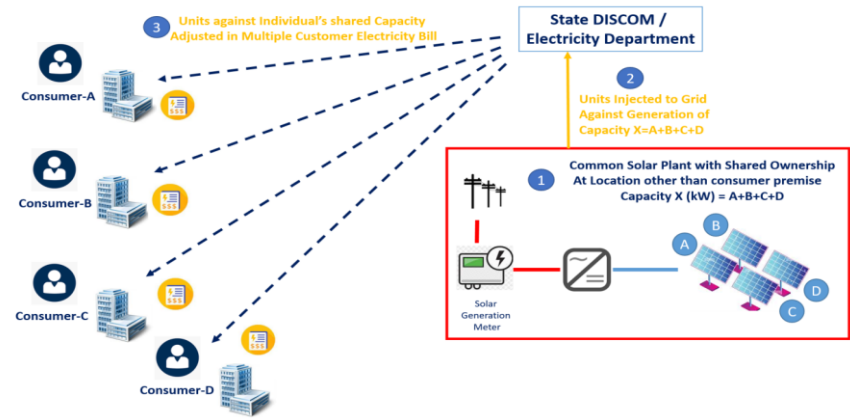 3
Units against Individual's shared Capacity
Adjusted in Multiple Customer Electricity Bill
State DISCOM /
Electricity Department
Consumer-A
$$$
2
Units Injected to Grid
Against Generation of
Capacity X=A+B+C+D
Consumer-B
$$$
1
Common Solar Plant with Shared Ownership
At Location other than consumer premise
Capacity X (kW) = A+B+C+D
B
A
D
C
Solar
Generation
Meter
Consumer-C
$$$
Consumer-D
$$$